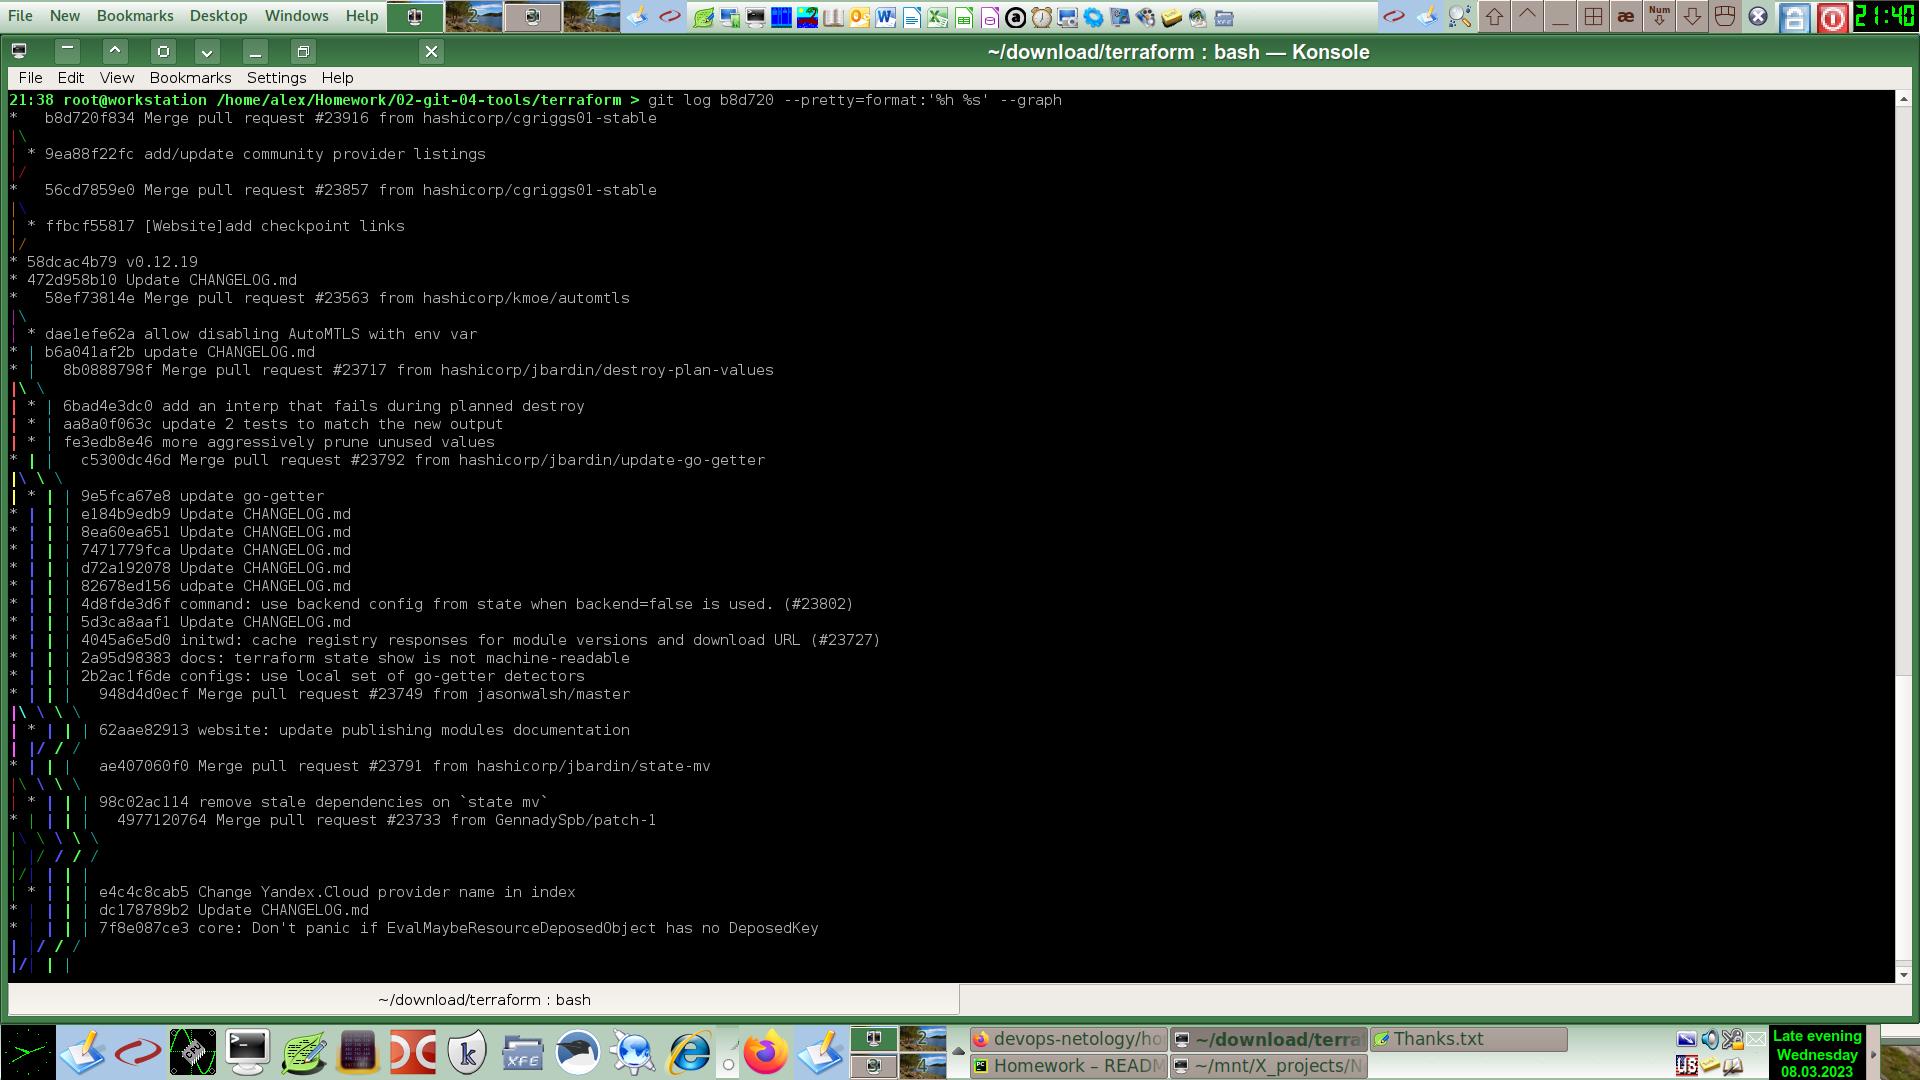 File New Bookmarks Desktop Windows Help 2 3 4 æ Num 21:40
~/download/terraform : bash — Konsole
File Edit View Bookmarks Settings Help
21:38 root@workstation /home/alex/Homework/02-git-04-tools/terraform > git log b8d720 --pretty=format:'%h %s' --graph
*   b8d720f834 Merge pull request #23916 from hashicorp/cgriggs01-stable
|\
| * 9ea88f22fc add/update community provider listings
|/
*   56cd7859e0 Merge pull request #23857 from hashicorp/cgriggs01-stable
|\
| * ffbcf55817 [Website]add checkpoint links
|/
* 58dcac4b79 v0.12.19
* 472d958b10 Update CHANGELOG.md
*   58ef73814e Merge pull request #23563 from hashicorp/kmoe/automtls
|\
| * dae1efe62a allow disabling AutoMTLS with env var
* | b6a041af2b update CHANGELOG.md
* |   8b0888798f Merge pull request #23717 from hashicorp/jbardin/destroy-plan-values
|\ \
| * | 6bad4e3dc0 add an interp that fails during planned destroy
| * | aa8a0f063c update 2 tests to match the new output
| * | fe3edb8e46 more aggressively prune unused values
* | |   c5300dc46d Merge pull request #23792 from hashicorp/jbardin/update-go-getter
|\ \ \
| * | | 9e5fca67e8 update go-getter
* | | | e184b9edb9 Update CHANGELOG.md
* | | | 8ea60ea651 Update CHANGELOG.md
* | | | 7471779fca Update CHANGELOG.md
* | | | d72a192078 Update CHANGELOG.md
* | | | 82678ed156 udpate CHANGELOG.md
* | | | 4d8fde3d6f command: use backend config from state when backend=false is used. (#23802)
* | | | 5d3ca8aaf1 Update CHANGELOG.md
* | | | 4045a6e5d0 initwd: cache registry responses for module versions and download URL (#23727)
* | | | 2a95d98383 docs: terraform state show is not machine-readable
* | | | 2b2ac1f6de configs: use local set of go-getter detectors
* | | |   948d4d0ecf Merge pull request #23749 from jasonwalsh/master
|\ \ \ \
| * | | | 62aae82913 website: update publishing modules documentation
| |/ / /
* | | |   ae407060f0 Merge pull request #23791 from hashicorp/jbardin/state-mv
|\ \ \ \
| * | | | 98c02ac114 remove stale dependencies on `state mv`
* | | | |   4977120764 Merge pull request #23733 from GennadySpb/patch-1
|\ \ \ \ \
| |/ / / /
|/| | | |
| * | | | e4c4c8cab5 Change Yandex.Cloud provider name in index
* | | | | dc178789b2 Update CHANGELOG.md
* | | | | 7f8e087ce3 core: Don't panic if EvalMaybeResourceDeposedObject has no DeposedKey
| |/ / /
|/| | |
~/download/terraform : bash
XFE 2 3 4
devops-netology/ho ~/download/terra Thanks.txt
Homework – READM ~/mnt/X_projects/N
US
Late evening
Wednesday
08.03.2023